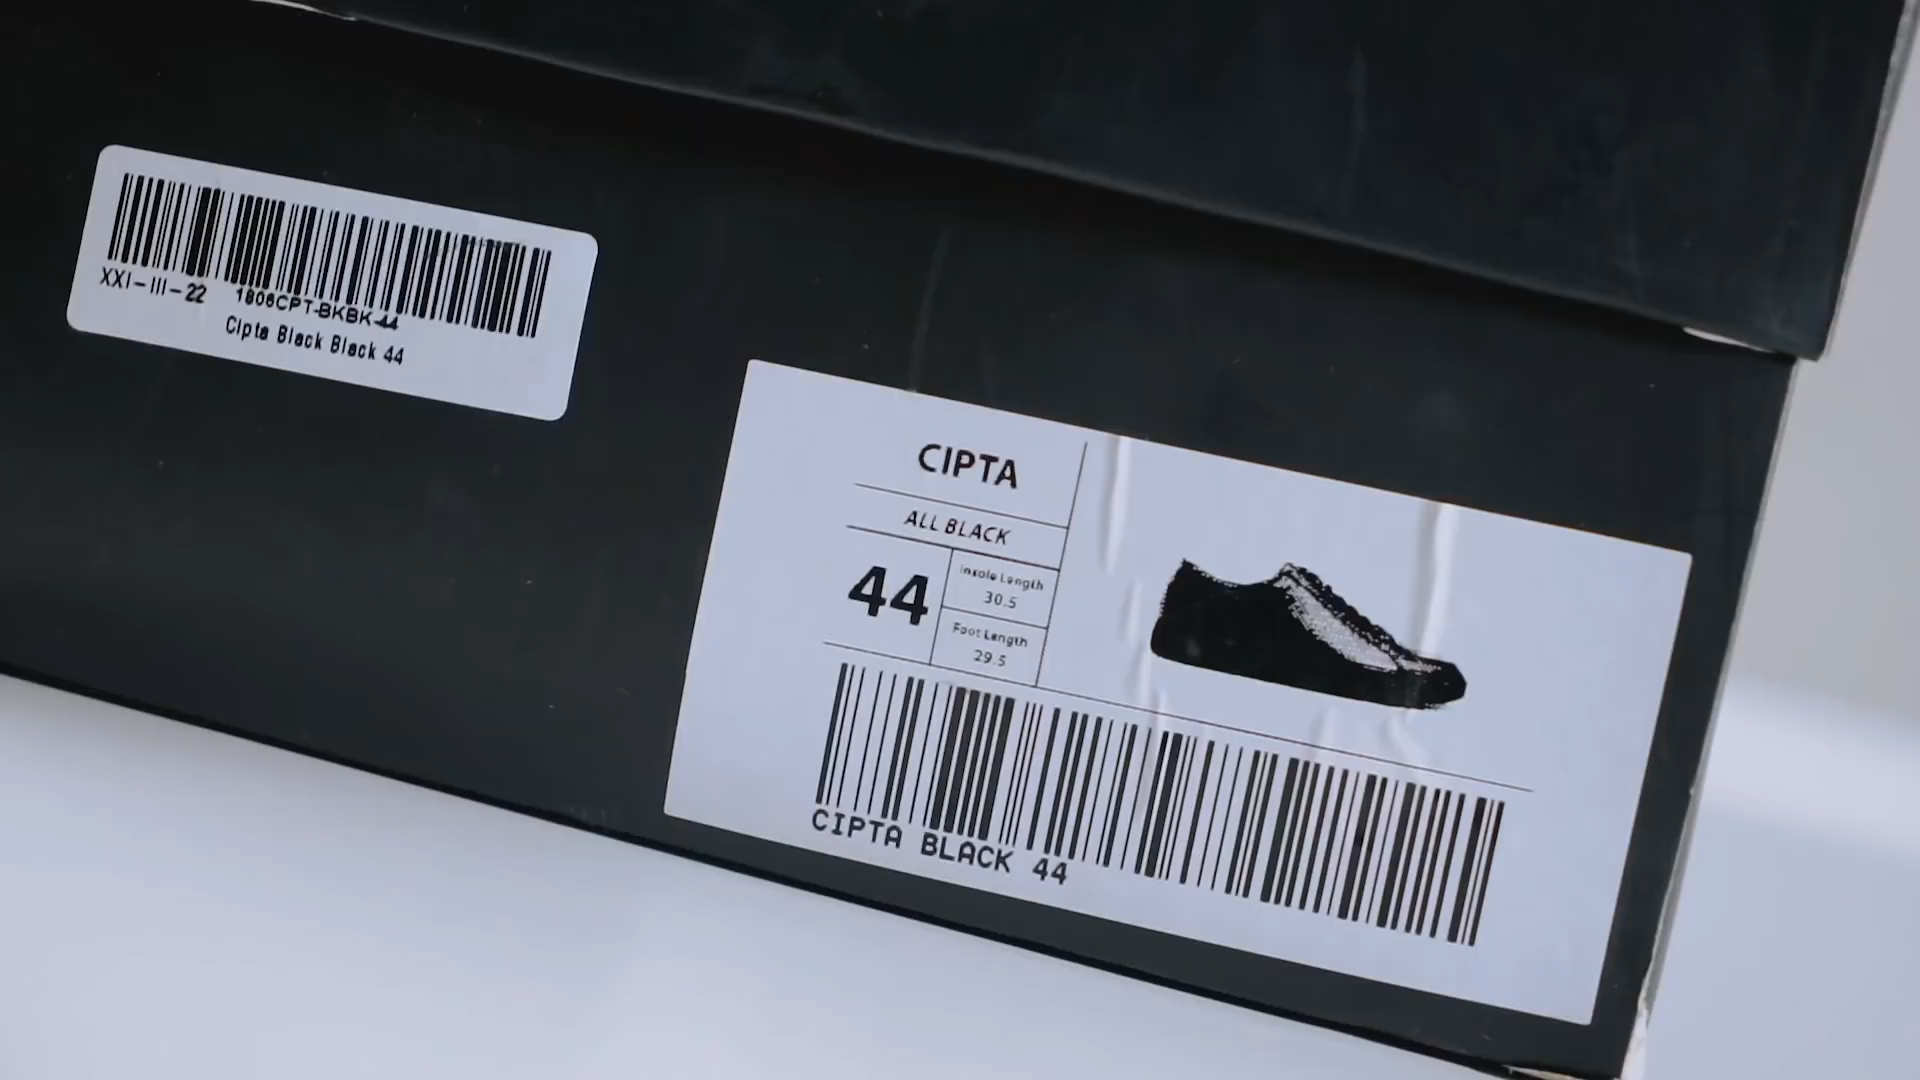 XXI-III-22 1806CPT-BKBK-44
Cipta Black Black 44
CIPTA
ALL BLACK
44
Insole Length
30.5
Foot Length
29.5
CIPTA BLACK 44